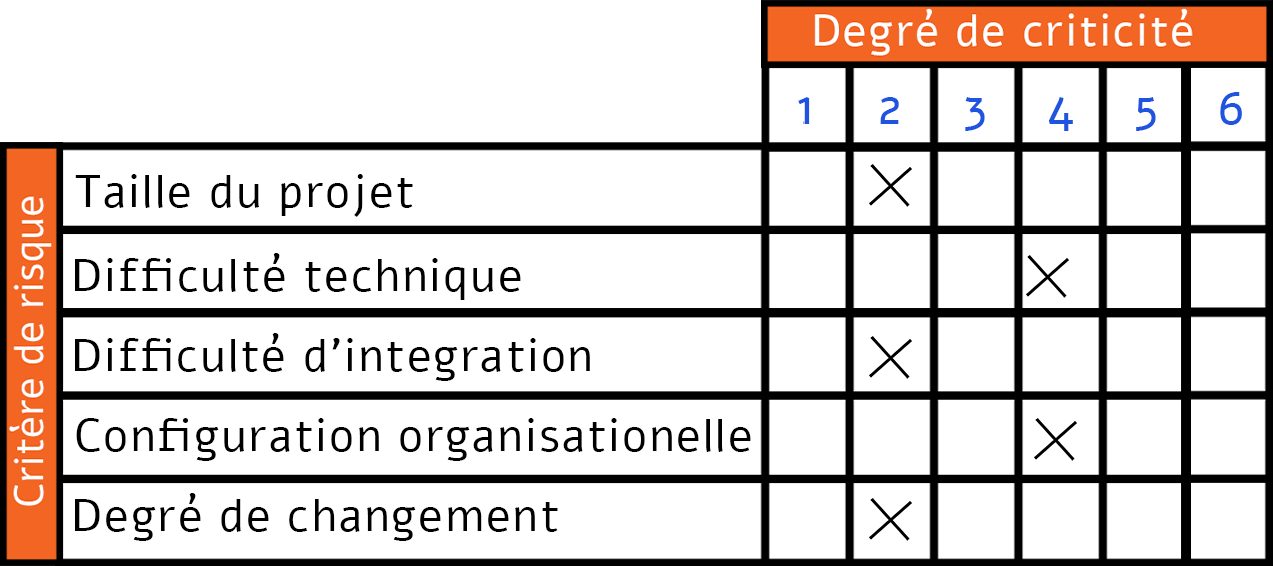 Degré de criticité
1 2 3 4 5 6
Critère de risque
Taille du projet
Difficulté technique
Difficulté d'integration
Configuration organisationelle
Degré de changement